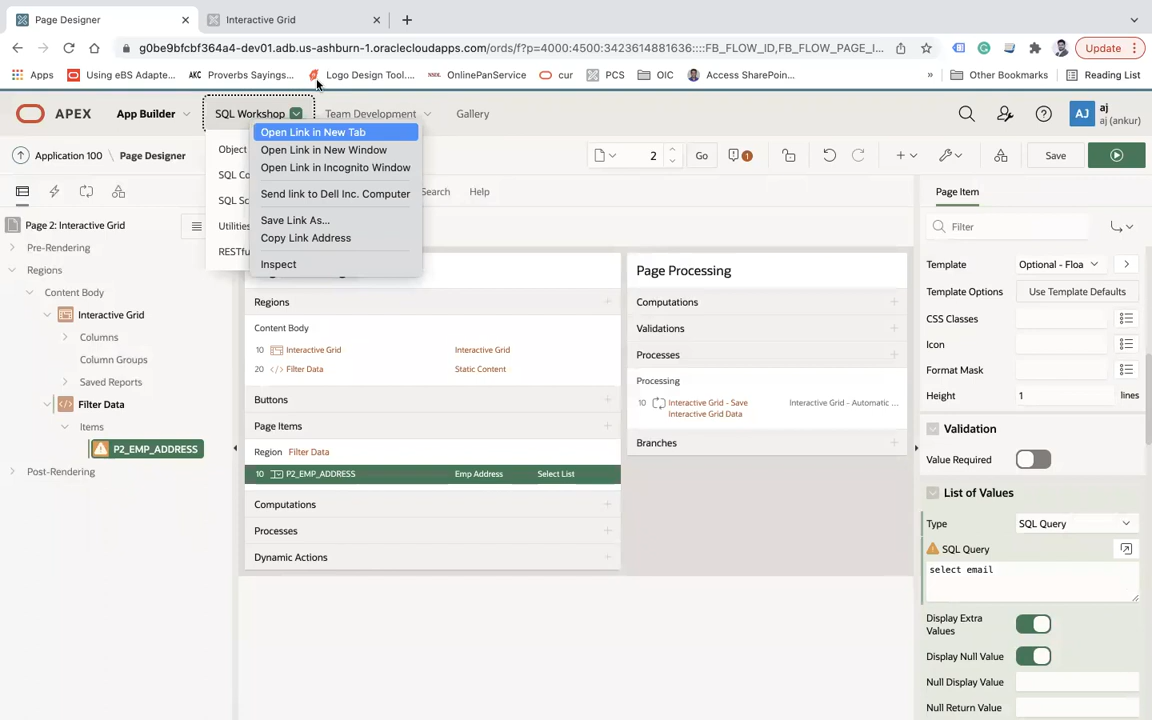 Page Designer
Interactive Grid
g0be9bfcbf364a4-dev01.adb.us-ashburn-1.oraclecloudapps.com/ords/f?p=4000:4500:3423614881636::::FB_FLOW_ID,FB_FLOW_PAGE_I...
Update
Apps
Using eBS Adapte...
AKC Proverbs Sayings...
Logo Design Tool....
OnlinePanService
cur
PCS
OIC
Access SharePoin...
»
Other Bookmarks
Reading List
APEX
App Builder
SQL Workshop
Team Development
Gallery
AJ
aj
aj (ankur)
Application 100
Page Designer
2
Go
1
Save
Object
SQL Co
SQL Sc
Utilities
RESTfu
Open Link in New Tab
Open Link in New Window
Open Link in Incognito Window
Send link to Dell Inc. Computer
Save Link As...
Copy Link Address
Inspect
Search
Help
Page 2: Interactive Grid
Pre-Rendering
Regions
Content Body
Interactive Grid
Columns
Column Groups
Saved Reports
Filter Data
Items
P2_EMP_ADDRESS
Post-Rendering
Regions
Content Body
10 Interactive Grid Interactive Grid
20 Filter Data Static Content
Buttons
Page Items
Region Filter Data
10 P2_EMP_ADDRESS Emp Address Select List
Computations
Processes
Dynamic Actions
Page Processing
Computations
Validations
Processes
Processing
10 Interactive Grid - Save Interactive Grid - Automatic ...
Interactive Grid Data
Branches
Page Item
Filter
Template Optional - Floa
Template Options Use Template Defaults
CSS Classes
Icon
Format Mask
Height 1 lines
Validation
Value Required
List of Values
Type SQL Query
SQL Query
select email
Display Extra
Values
Display Null Value
Null Display Value
Null Return Value